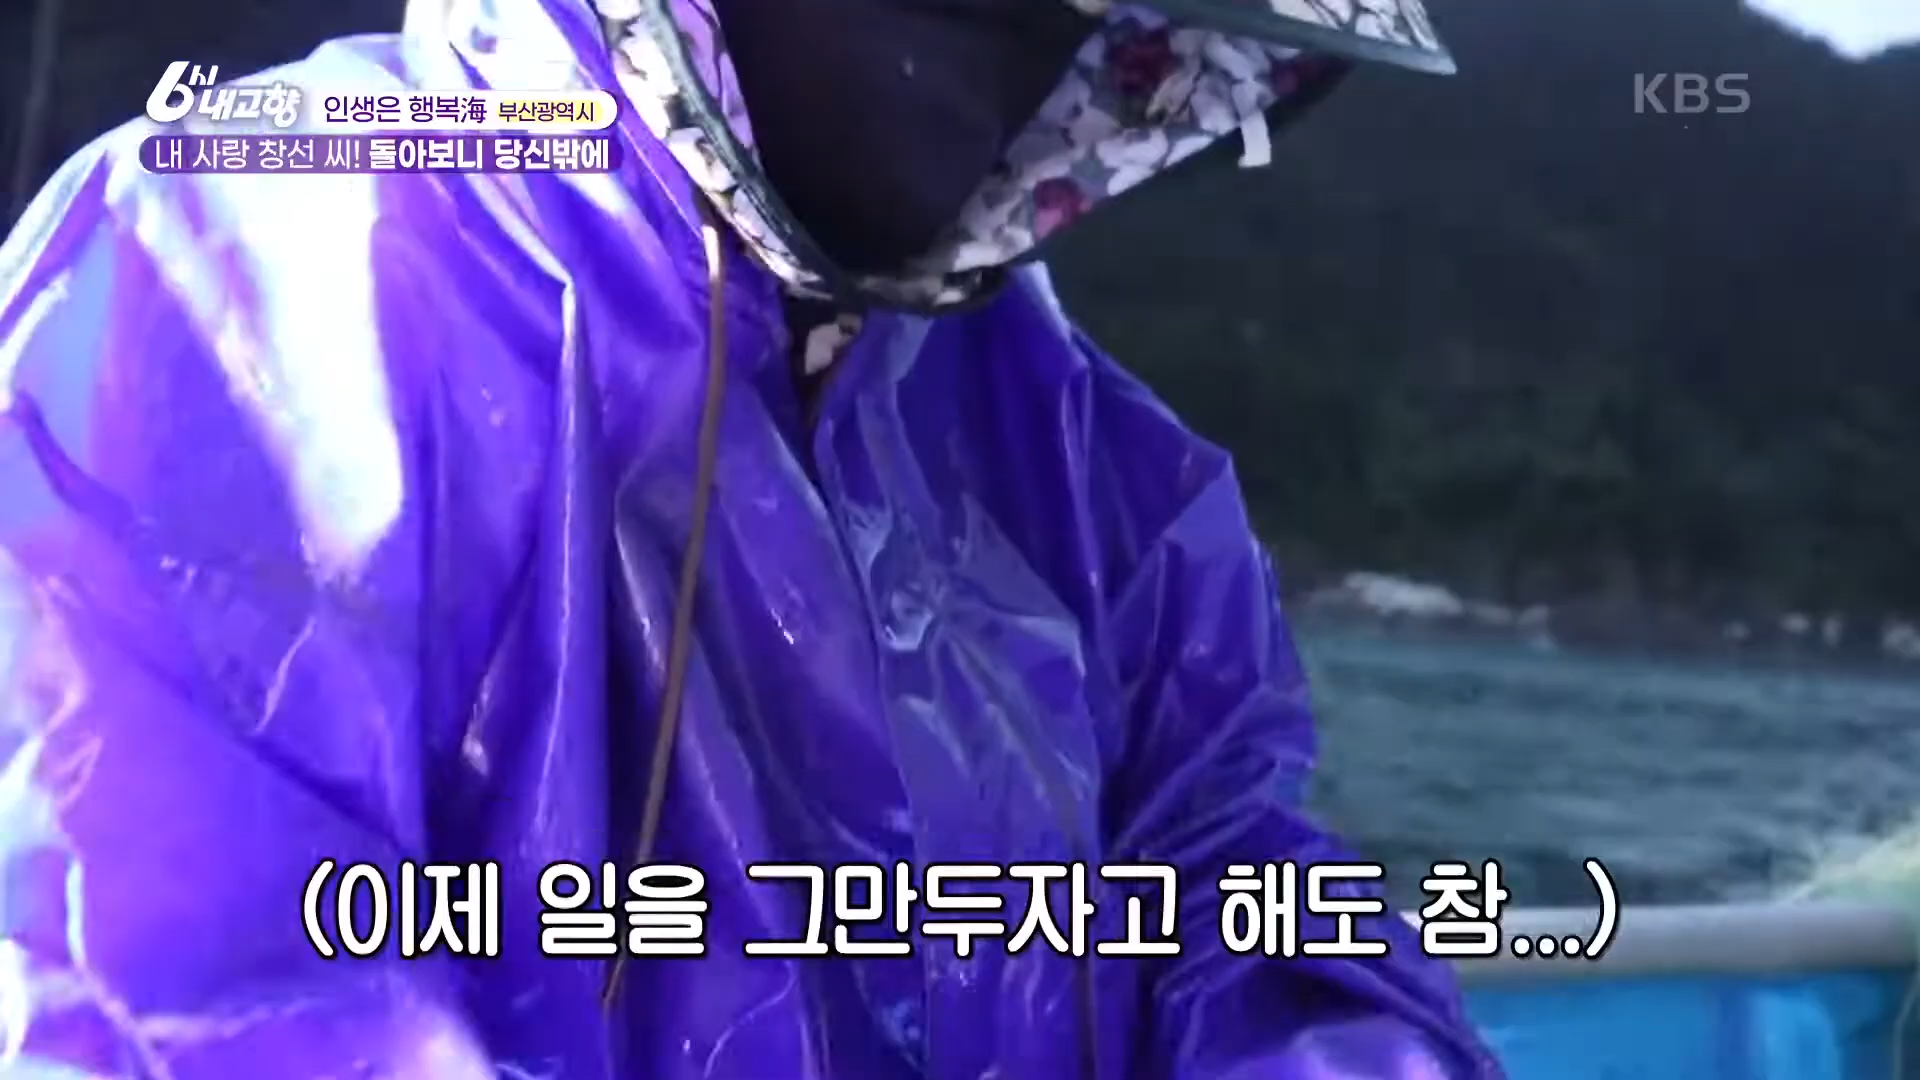 6시 내고향 인생은 행복海 부산광역시
KBS
내 사랑 창선 씨! 돌아보니 당신밖에
(이제 일을 그만두자고 해도 참...)